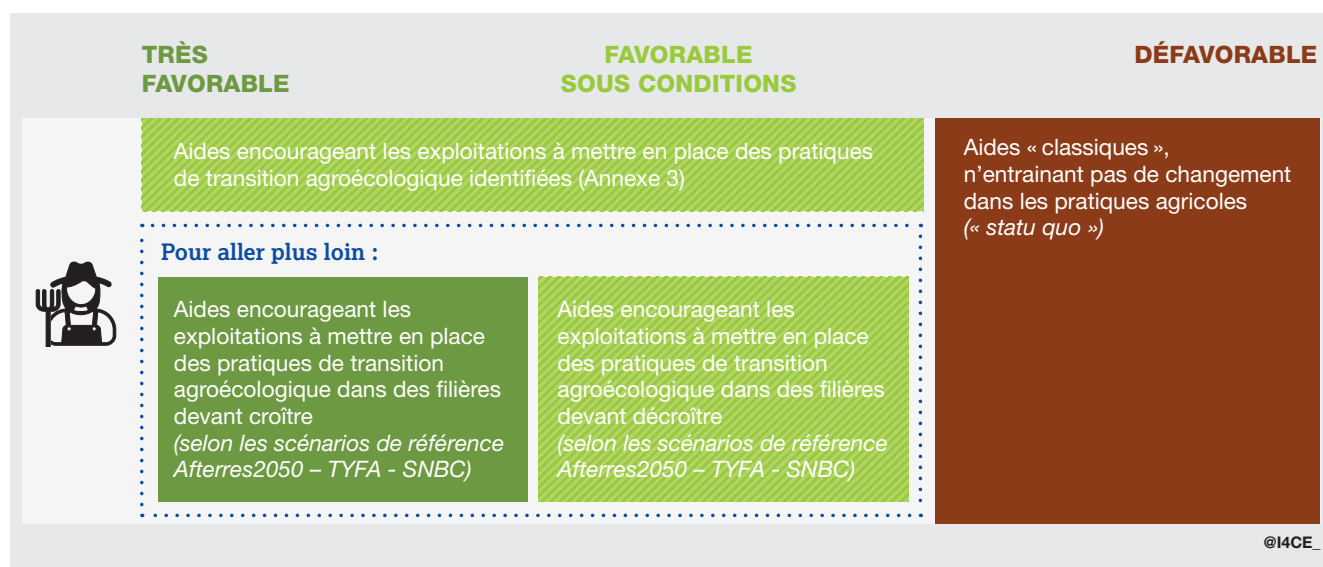 TRÈS
FAVORABLE
FAVORABLE
SOUS CONDITIONS
DÉFAVORABLE
Aides encourageant les exploitations à mettre en place des pratiques
de transition agroécologique identifiées (Annexe 3)
Pour aller plus loin :
Aides encourageant les
exploitations à mettre en place
des pratiques de transition
agroécologique dans des filières
devant croître
(selon les scénarios de référence
Afterres2050 – TYFA - SNBC)
Aides encourageant les
exploitations à mettre en place
des pratiques de transition
agroécologique dans des filières
devant décroître
(selon les scénarios de référence
Afterres2050 – TYFA - SNBC)
Aides « classiques »,
n’entrainant pas de changement
dans les pratiques agricoles
(« statu quo »)
@I4CE_